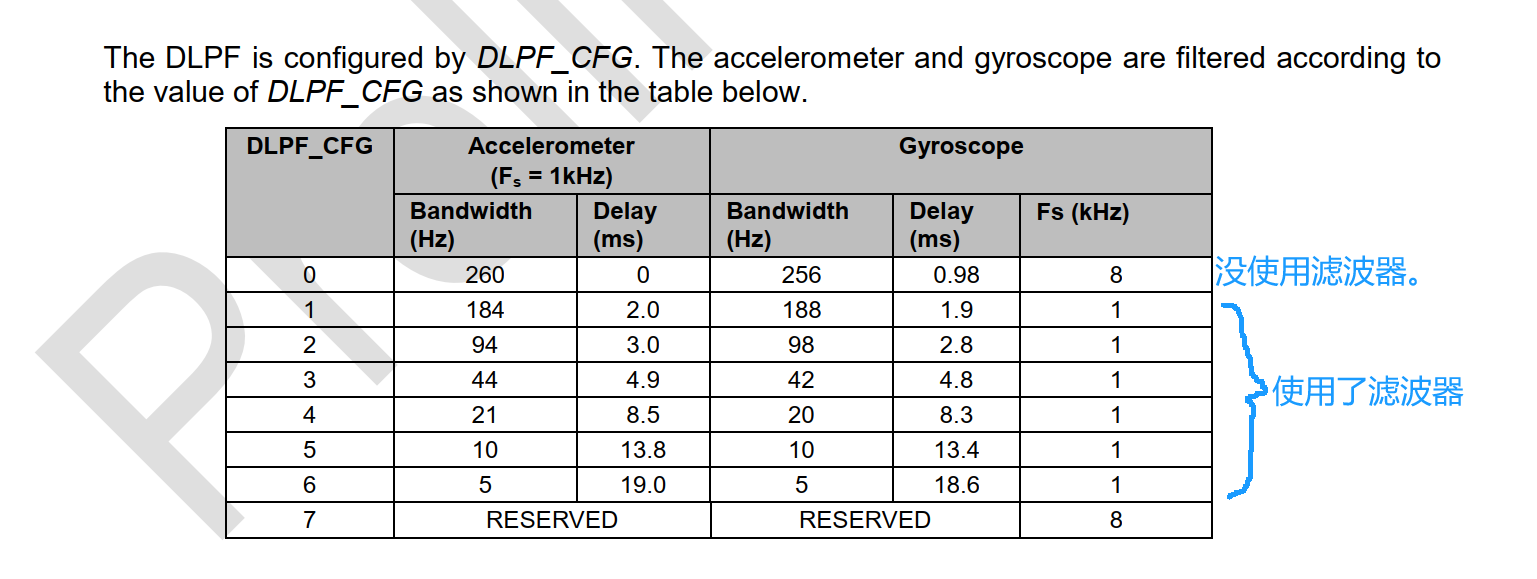 The DLPF is configured by DLPF_CFG. The accelerometer and gyroscope are filtered according to
the value of DLPF_CFG as shown in the table below.
DLPF_CFG Accelerometer (Fs = 1kHz) Gyroscope
Bandwidth (Hz) Delay (ms) Bandwidth (Hz) Delay (ms) Fs (kHz)
0 260 0 256 0.98 8 没使用滤波器。
1 184 2.0 188 1.9 1
2 94 3.0 98 2.8 1
3 44 4.9 42 4.8 1
使用了滤波器
4 21 8.5 20 8.3 1
5 10 13.8 10 13.4 1
6 5 19.0 5 18.6 1
7 RESERVED RESERVED 8